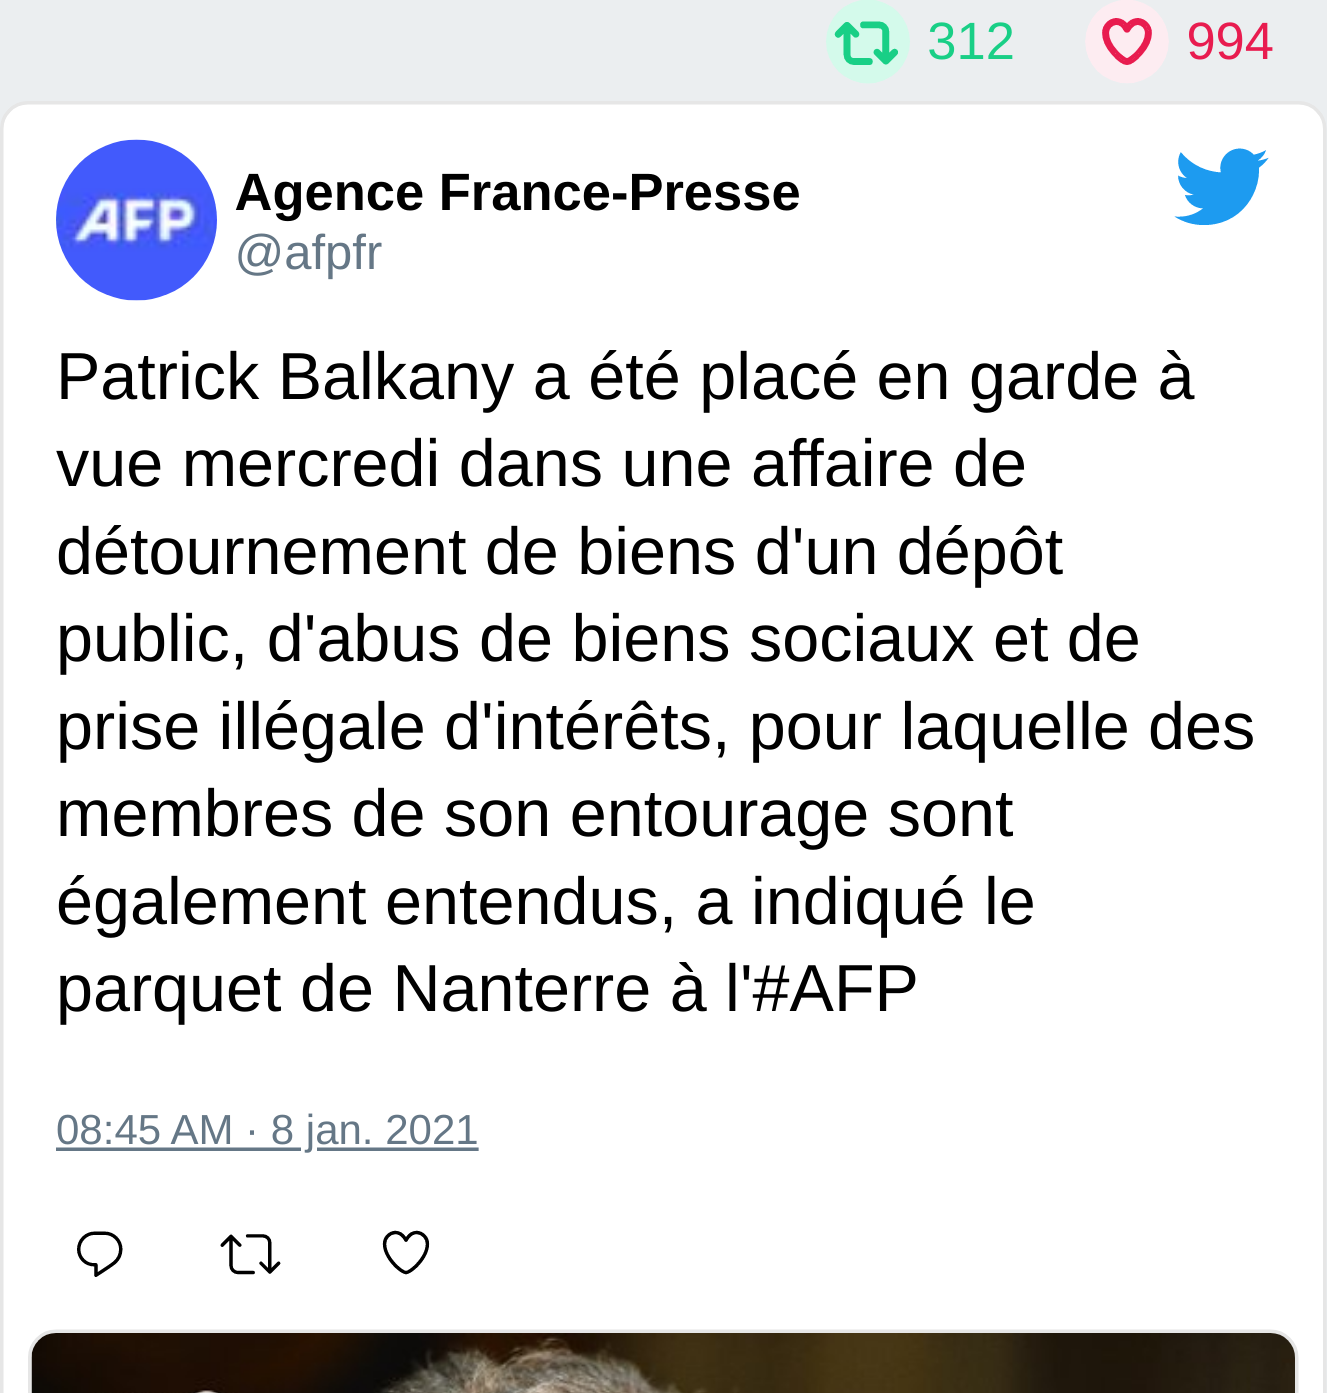 312 994
AFP
Agence France-Presse
@afpfr
Patrick Balkany a été placé en garde à
vue mercredi dans une affaire de
détournement de biens d'un dépôt
public, d'abus de biens sociaux et de
prise illégale d'intérêts, pour laquelle des
membres de son entourage sont
également entendus, a indiqué le
parquet de Nanterre à l'#AFP
08:45 AM · 8 jan. 2021